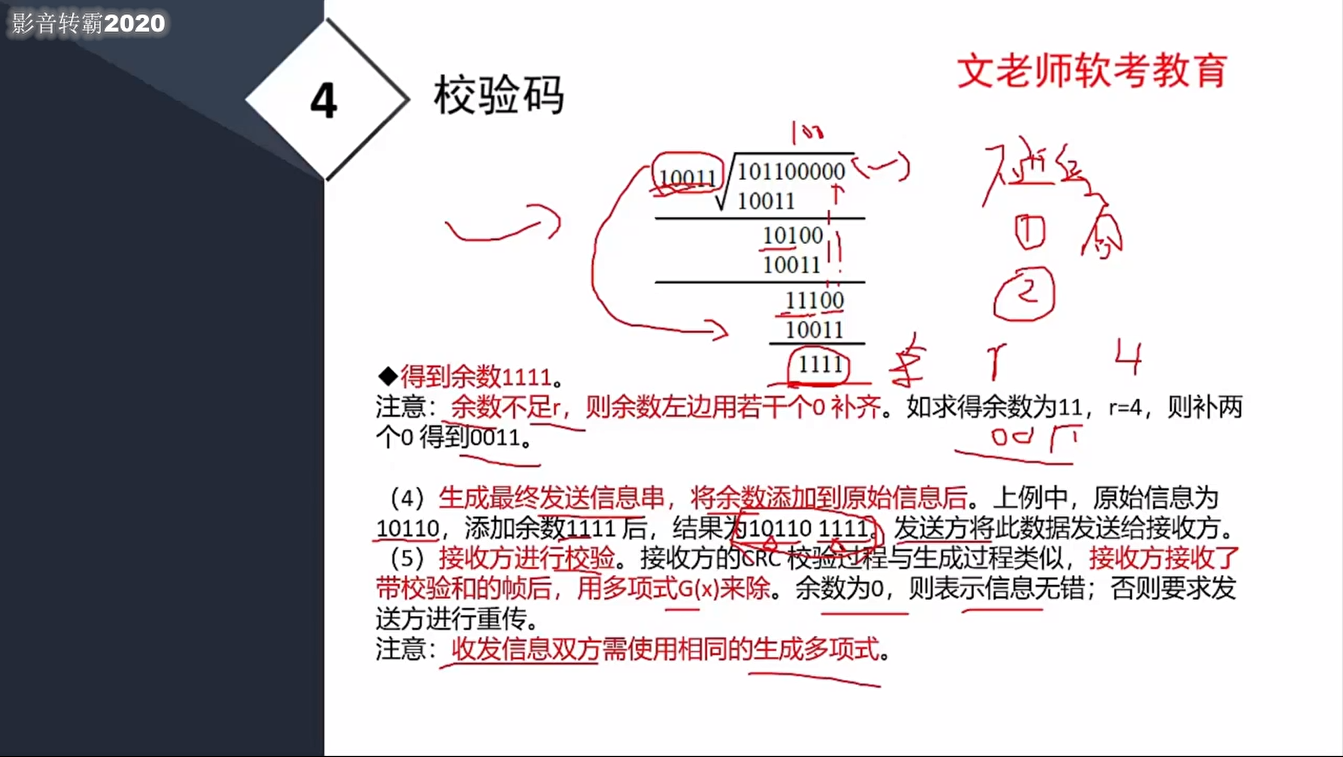 影音转霸2020
4
校验码
文老师软考教育
100
10011
101100000
10011
10100
10011
11100
10011
1111
① 
②
r 4
◆得到余数1111。
注意：余数不足r，则余数左边用若干个0 补齐。如求得余数为11，r=4，则补两
个0 得到0011。
（4）生成最终发送信息串，将余数添加到原始信息后。上例中，原始信息为
10110，添加余数1111 后，结果为10110 1111。发送方将此数据发送给接收方。
（5）接收方进行校验。接收方的CRC 校验过程与生成过程类似，接收方接收了
带校验和的帧后，用多项式G(x)来除。余数为0，则表示信息无错；否则要求发
送方进行重传。
注意：收发信息双方需使用相同的生成多项式。